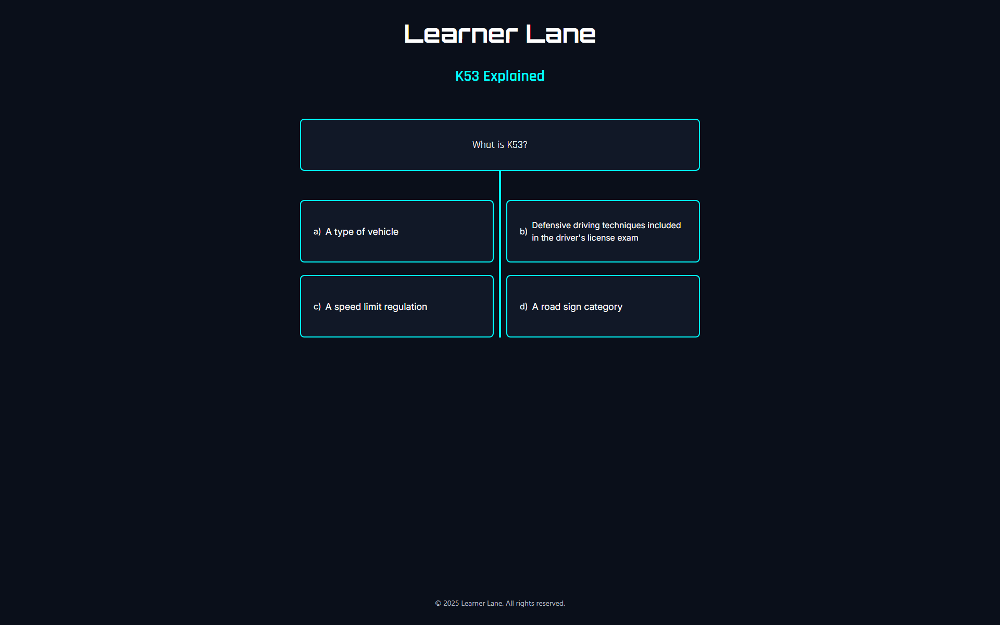 Learner Lane
K53 Explained
What is K53?
a) A type of vehicle
b) Defensive driving techniques included
in the driver's license exam
c) A speed limit regulation
d) A road sign category
© 2025 Learner Lane. All rights reserved.